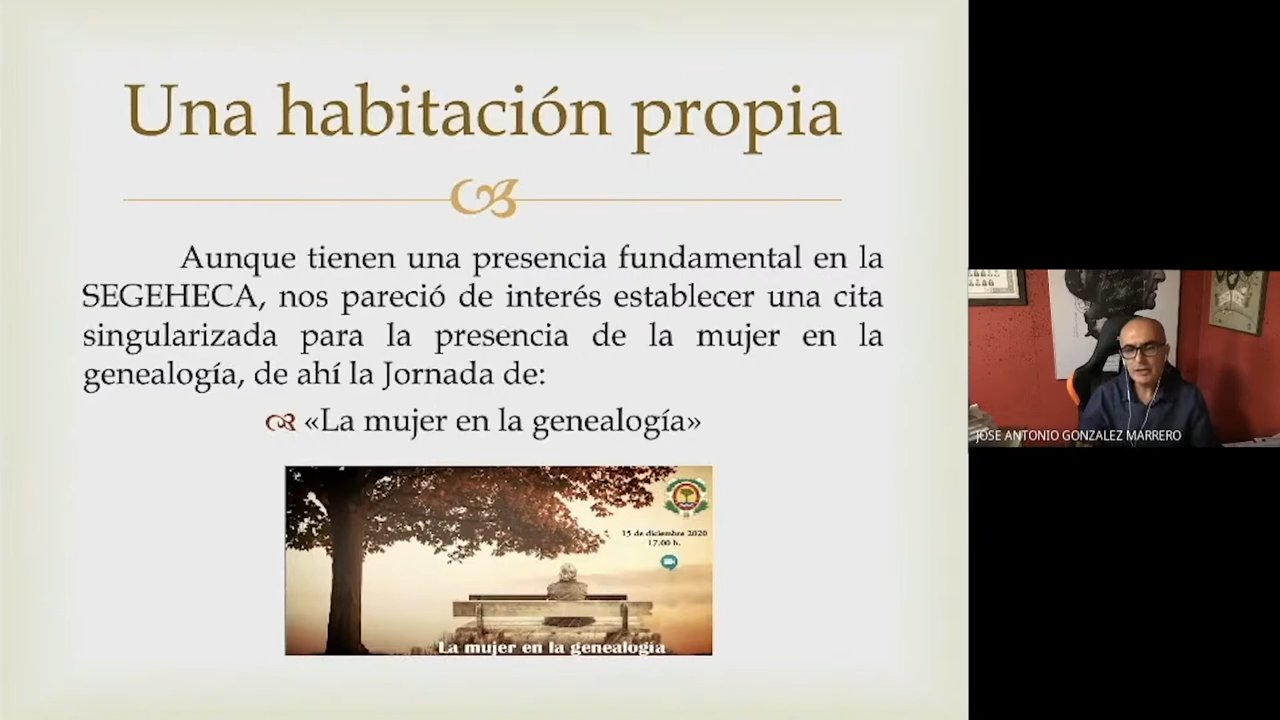 Una habitación propia
Aunque tienen una presencia fundamental en la
SEGEHECA, nos pareció de interés establecer una cita
singularizada para la presencia de la mujer en la
genealogía, de ahí la Jornada de:
«La mujer en la genealogía»
15 de diciembre 2020
17.00 h.
La mujer en la genealogía
JOSE ANTONIO GONZALEZ MARRERO